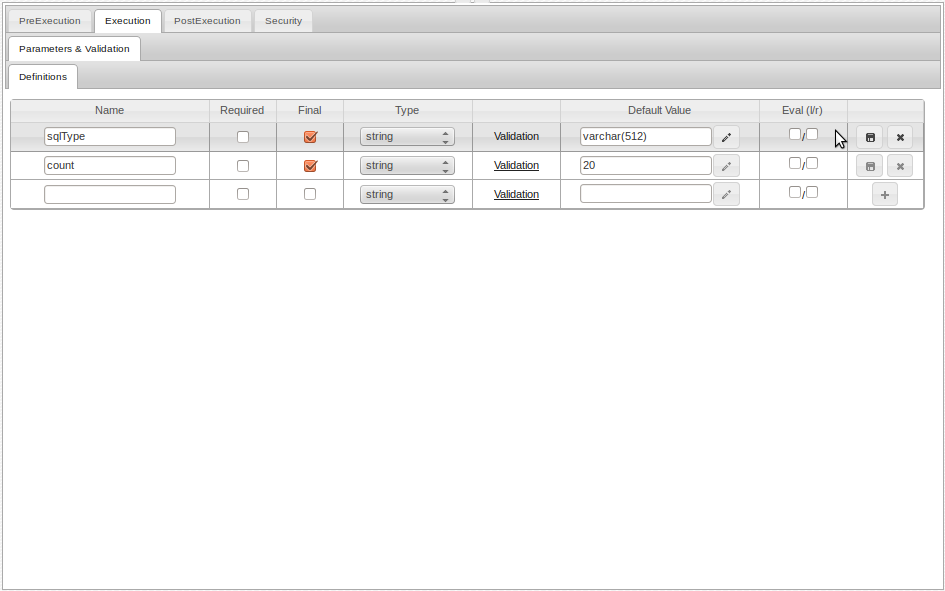 PreExecution Execution PostExecution Security
Parameters & Validation
Definitions
Name Required Final Type Default Value Eval (l/r)
sqlType string Validation varchar(512) /
count string Validation 20 /
string Validation /